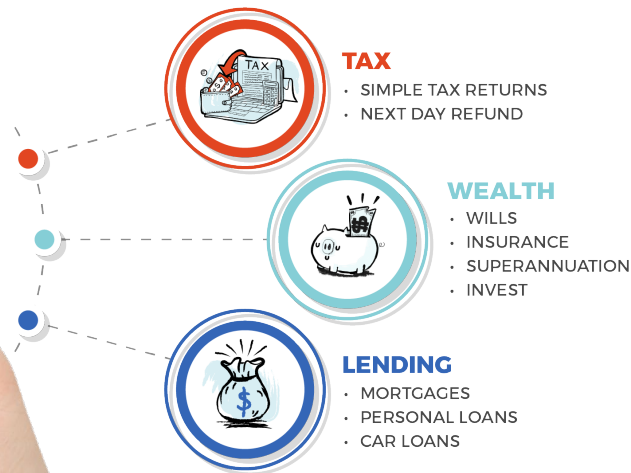 TAX
TAX
• SIMPLE TAX RETURNS
• NEXT DAY REFUND
WEALTH
$
• WILLS
• INSURANCE
• SUPERANNUATION
• INVEST
LENDING
$
• MORTGAGES
• PERSONAL LOANS
• CAR LOANS